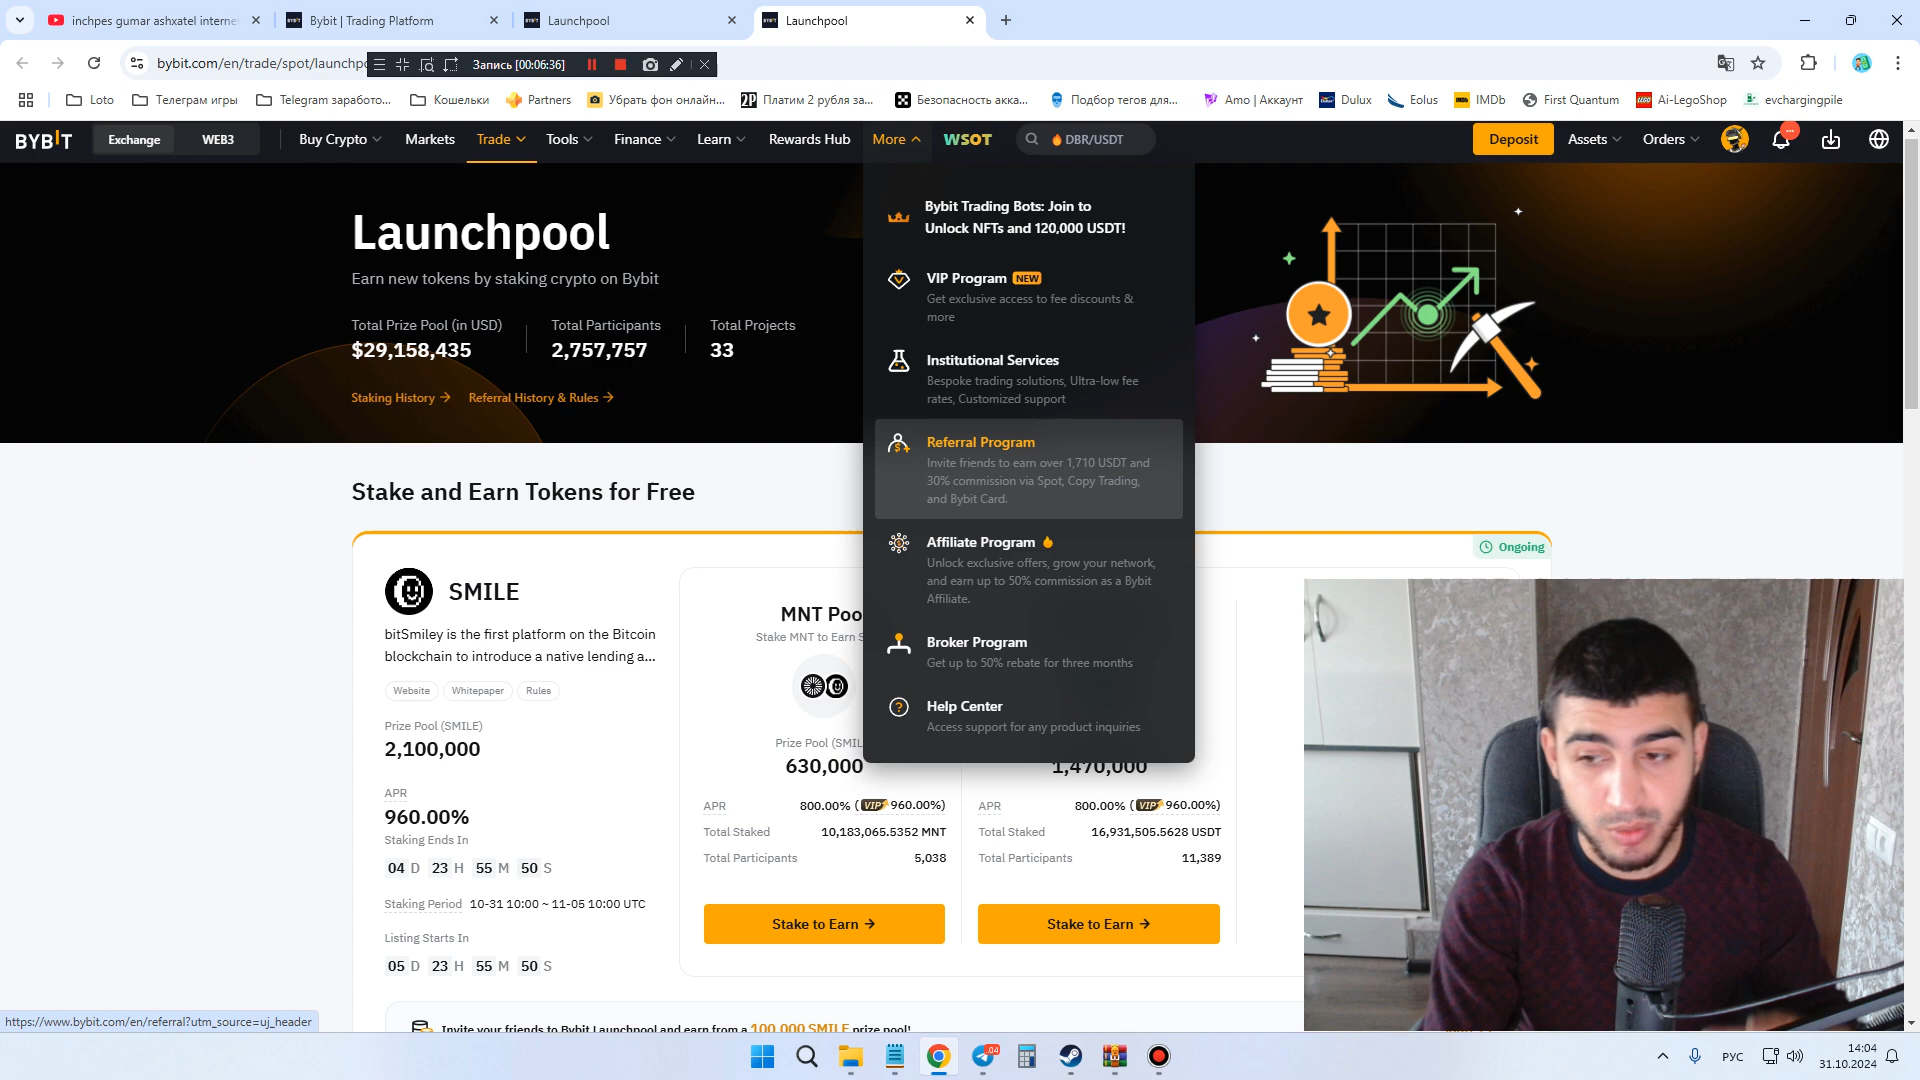 inchpes gumar ashxatel interne
Bybit | Trading Platform
Launchpool
Launchpool
bybit.com/en/trade/spot/launchpo
Запись [00:06:36]
Loto
Телеграм игры
Telegram заработо...
Кошельки
Partners
Убрать фон онлайн...
Платим 2 рубля за...
Безопасность акка...
Подбор тегов для...
Amo | Аккаунт
Dulux
Eolus
IMDb
First Quantum
Ai-LegoShop
evchargingpile
BYBIT
Exchange
WEB3
Buy Crypto
Markets
Trade
Tools
Finance
Learn
Rewards Hub
More
WSOT
DBR/USDT
Deposit
Assets
Orders
Launchpool
Earn new tokens by staking crypto on Bybit
Total Prize Pool (in USD)
$29,158,435
Total Participants
2,757,757
Total Projects
33
Staking History →
Referral History & Rules →
Bybit Trading Bots: Join to
Unlock NFTs and 120,000 USDT!
VIP Program NEW
Get exclusive access to fee discounts &
more
Institutional Services
Bespoke trading solutions, Ultra-low fee
rates, Customized support
Referral Program
Invite friends to earn over 1,710 USDT and
30% commission via Spot, Copy Trading,
and Bybit Card.
Affiliate Program
Unlock exclusive offers, grow your network,
and earn up to 50% commission as a Bybit
Affiliate.
Broker Program
Get up to 50% rebate for three months
Help Center
Access support for any product inquiries
Stake and Earn Tokens for Free
Ongoing
SMILE
bitSmiley is the first platform on the Bitcoin
blockchain to introduce a native lending a...
Website
Whitepaper
Rules
Prize Pool (SMILE)
2,100,000
APR
960.00%
Staking Ends In
04 D 23 H 55 M 50 S
Staking Period 10-31 10:00 ~ 11-05 10:00 UTC
Listing Starts In
05 D 23 H 55 M 50 S
MNT Poo
Stake MNT to Earn S
Prize Pool (SMIL
630,000
APR 800.00% (VIP 960.00%)
Total Staked 10,183,065.5352 MNT
Total Participants 5,038
Stake to Earn →
1,470,000
APR 800.00% (VIP 960.00%)
Total Staked 16,931,505.5628 USDT
Total Participants 11,389
Stake to Earn →
Invite your friends to Bybit Launchpool and earn from a 100,000 SMILE prize pool!
https://www.bybit.com/en/referral?utm_source=uj_header
РУС
14:04
31.10.2024